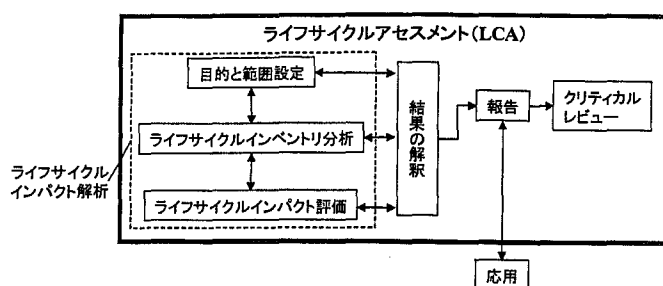 ライフサイクルアセスメント(LCA)
目的と範囲設定
ライフサイクルインベントリ分析
ライフサイクルインパクト評価
ライフサイクル
インパクト解析
結果の解釈
報告
クリティカル
レビュー
応用